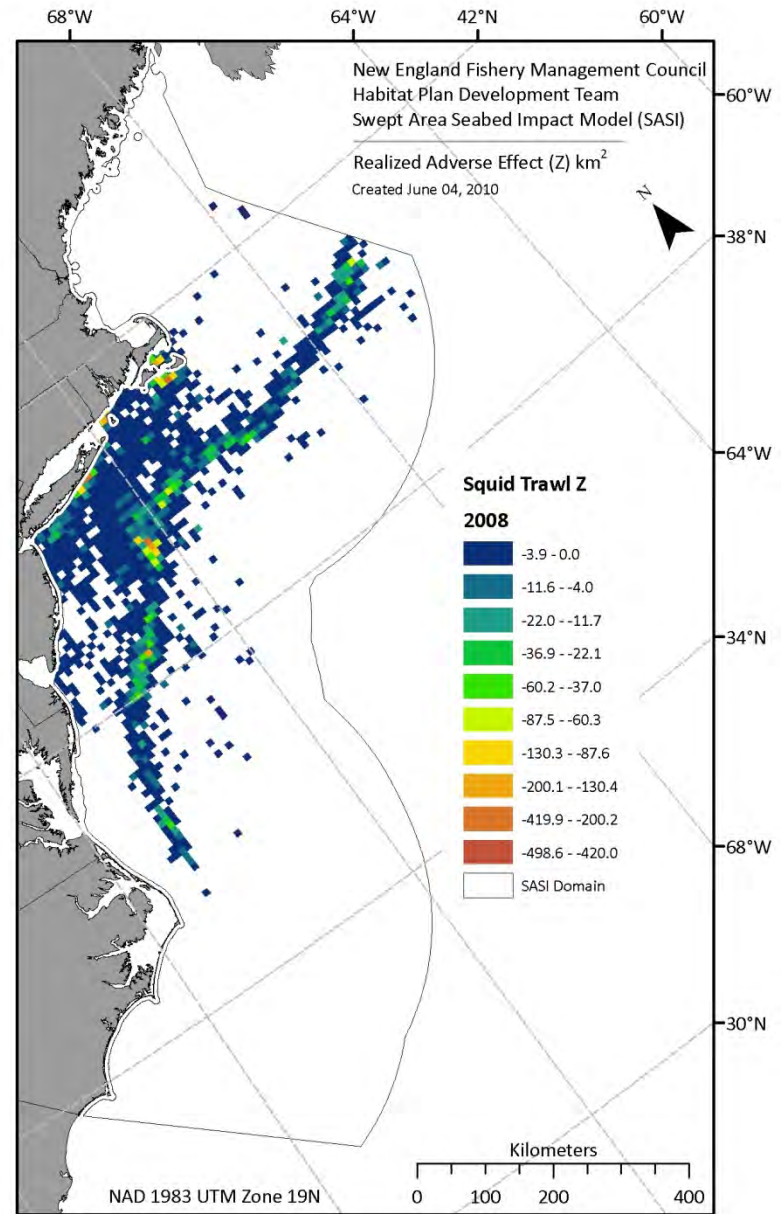 68°W
64°W
42°N
60°W
New England Fishery Management Council
Habitat Plan Development Team
Swept Area Seabed Impact Model (SASI)
Realized Adverse Effect (Z) km²
Created June 04, 2010
60°W
N
38°N
64°W
Squid Trawl Z
2008
-3.9 - 0.0
-11.6 - -4.0
-22.0 - -11.7
-36.9 - -22.1
-60.2 - -37.0
-87.5 - -60.3
-130.3 - -87.6
-200.1 - -130.4
-419.9 - -200.2
-498.6 - -420.0
SASI Domain
34°N
68°W
30°N
Kilometers
0 100 200 400
NAD 1983 UTM Zone 19N